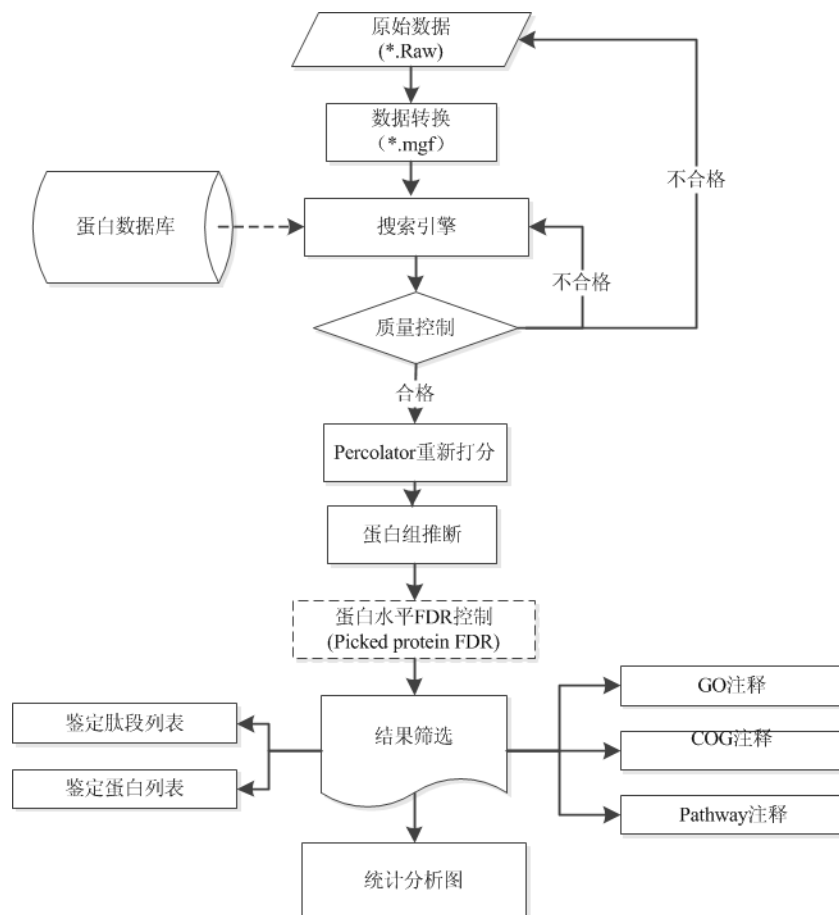 原始数据
(*.Raw)
数据转换
（*.mgf）
不合格
蛋白数据库
搜索引擎
不合格
质量控制
合格
Percolator重新打分
蛋白组推断
蛋白水平FDR控制
(Picked protein FDR)
GO注释
鉴定肽段列表
结果筛选
COG注释
鉴定蛋白列表
Pathway注释
统计分析图